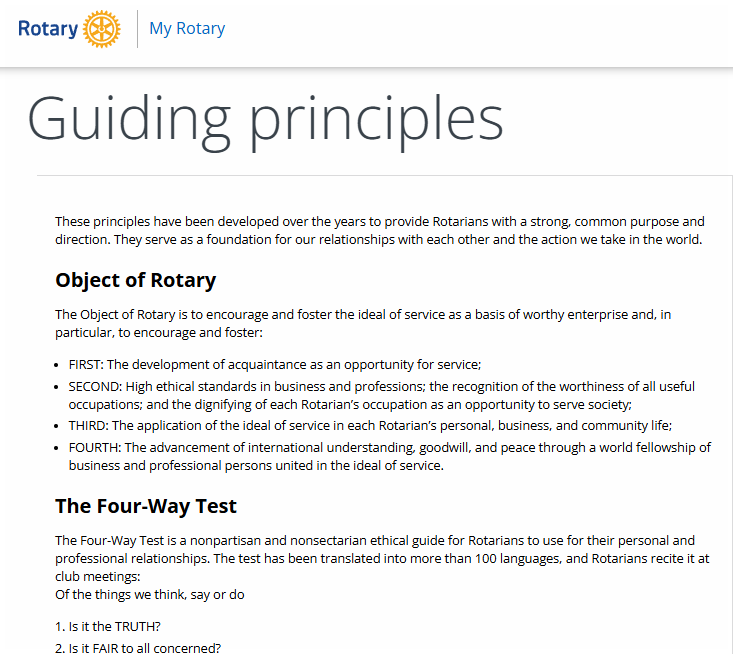 Rotary
My Rotary
Guiding principles
These principles have been developed over the years to provide Rotarians with a strong, common purpose and
direction. They serve as a foundation for our relationships with each other and the action we take in the world.
Object of Rotary
The Object of Rotary is to encourage and foster the ideal of service as a basis of worthy enterprise and, in
particular, to encourage and foster:
• FIRST: The development of acquaintance as an opportunity for service;
• SECOND: High ethical standards in business and professions; the recognition of the worthiness of all useful
occupations; and the dignifying of each Rotarian’s occupation as an opportunity to serve society;
• THIRD: The application of the ideal of service in each Rotarian’s personal, business, and community life;
• FOURTH: The advancement of international understanding, goodwill, and peace through a world fellowship of
business and professional persons united in the ideal of service.
The Four-Way Test
The Four-Way Test is a nonpartisan and nonsectarian ethical guide for Rotarians to use for their personal and
professional relationships. The test has been translated into more than 100 languages, and Rotarians recite it at
club meetings:
Of the things we think, say or do
1. Is it the TRUTH?
2. Is it FAIR to all concerned?